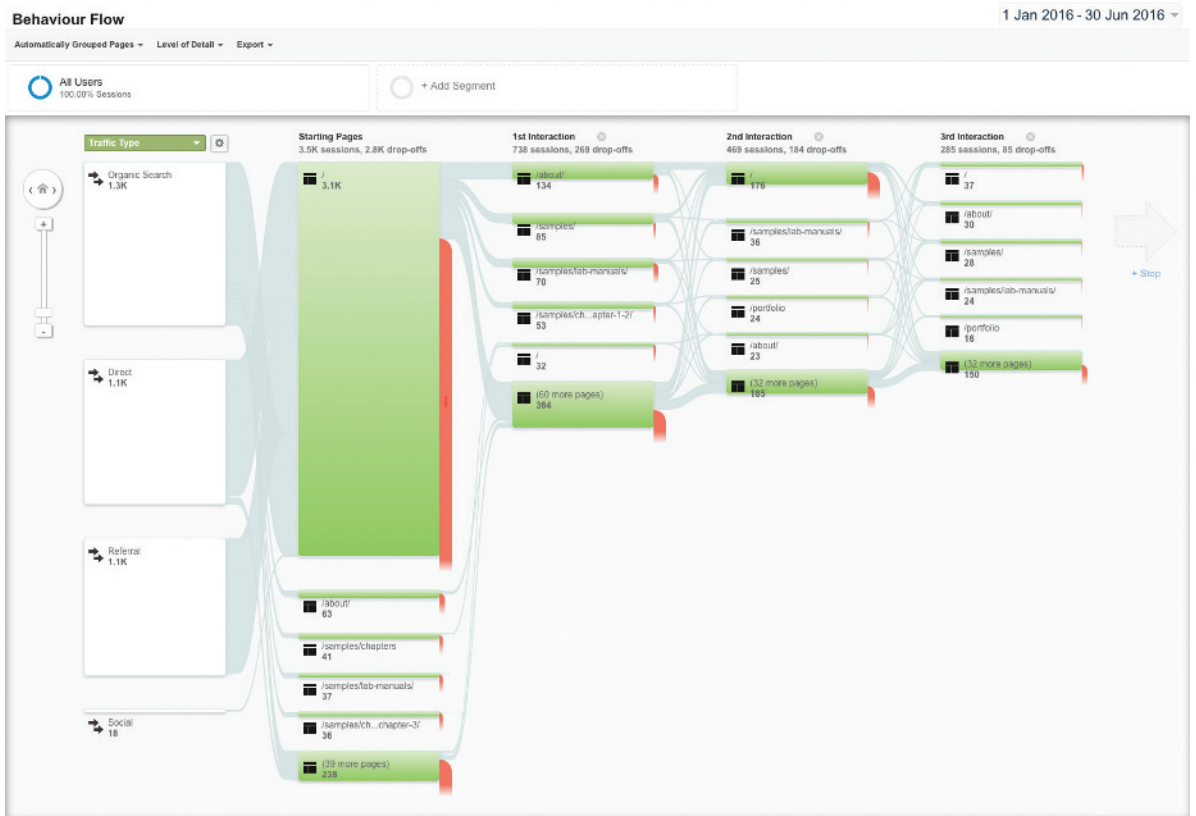 Behaviour Flow
1 Jan 2016 - 30 Jun 2016
Automatically Grouped Pages Level of Detail Export
All Users
100.00% Sessions
+ Add Segment
Traffic Type
Organic Search
1.3K
Direct
1.1K
Referral
1.1K
Social
18
Starting Pages
3.5K sessions, 2.8K drop-offs
/
3.1K
/about/
63
/samples/chapters
41
/samples/lab-manuals/
37
/samples/ch...chapter-3/
36
(39 more pages)
238
1st Interaction
738 sessions, 269 drop-offs
/about/
134
/samples/
85
/samples/lab-manuals/
70
/samples/ch...apter-1-2/
53
/
32
(60 more pages)
364
2nd Interaction
469 sessions, 184 drop-offs
/
176
/samples/lab-manuals/
36
/samples/
25
/portfolio
24
/about/
23
(32 more pages)
185
3rd Interaction
285 sessions, 85 drop-offs
/
37
/about/
30
/samples/
28
/samples/lab-manuals/
24
/portfolio
16
(32 more pages)
150
+ Step
+
-